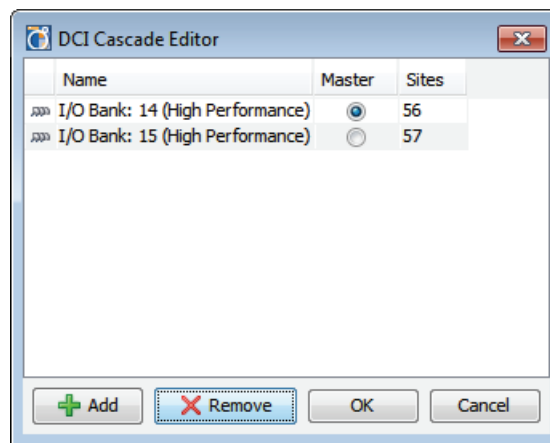 DCI Cascade Editor
Name Master Sites
I/O Bank: 14 (High Performance) 56
I/O Bank: 15 (High Performance) 57
Add Remove OK Cancel